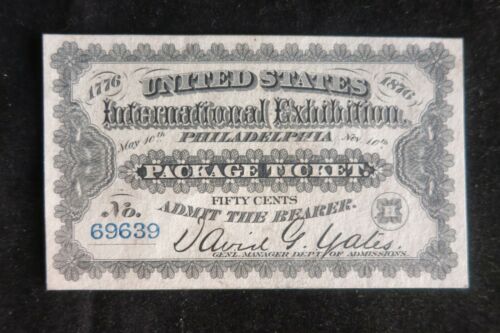 1776 UNITED STATES 1876
International Exhibition,
PHILADELPHIA
May 10th Nov. 10th
PACKAGE TICKET.
FIFTY CENTS
No. ADMIT THE BEARER.
69639
David G. Yates.
GENL. MANAGER DEPT. OF ADMISSIONS.